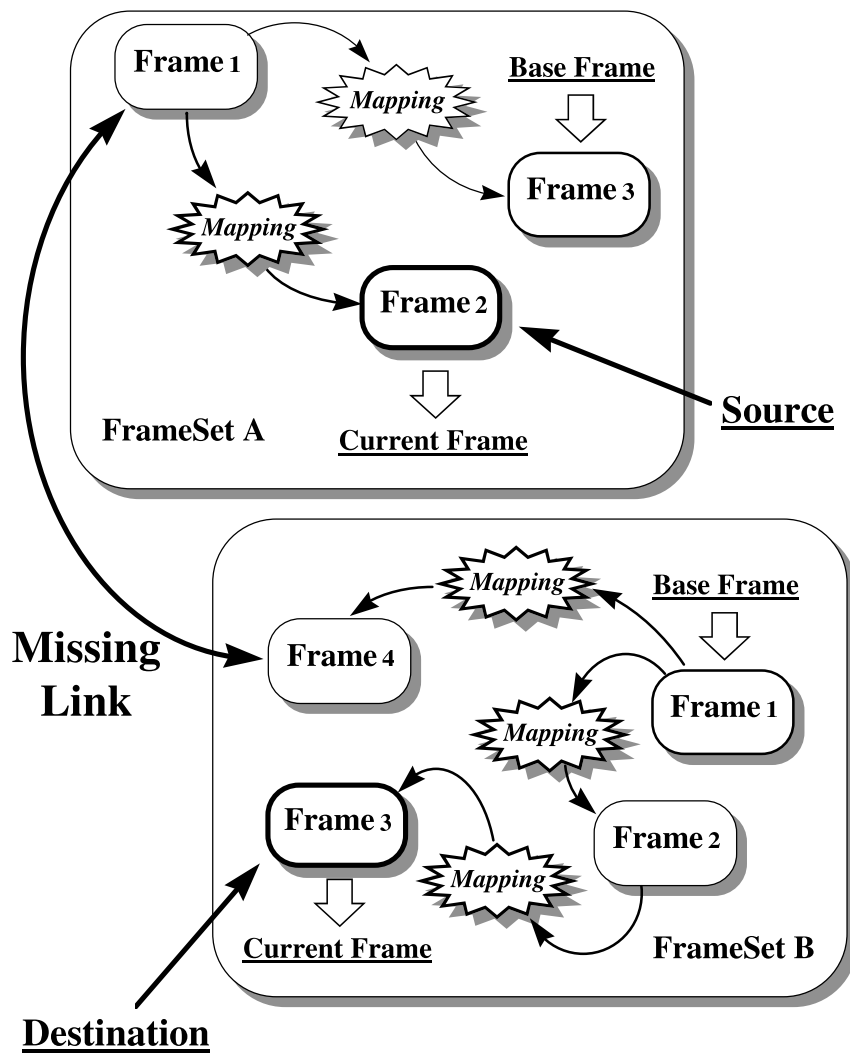 Frame 1
Mapping
Base Frame
Frame 3
Mapping
Frame 2
Source
FrameSet A
Current Frame
Mapping
Base Frame
Missing
Link
Frame 4
Frame 1
Mapping
Frame 3
Frame 2
Mapping
Current Frame
FrameSet B
Destination